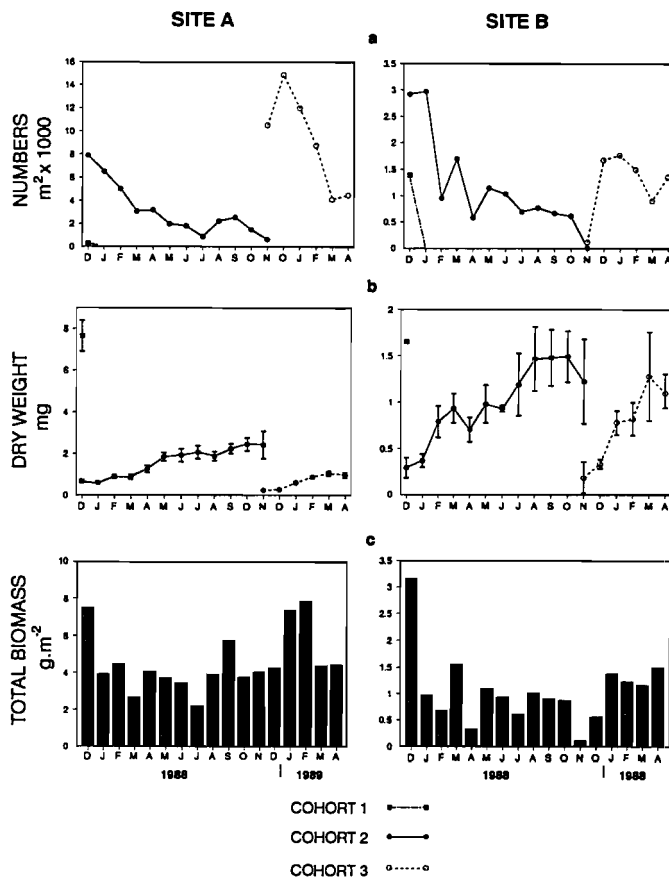 SITE A SITE B
a
NUMBERS
m² x 1000
16
14
12
10
8
6
4
2
0
D J F M A M J J A S O N O J F M A
3.5
3
2.5
2
1.5
1
0.5
0
D J F M A M J J A S O N D J F M A
b
DRY WEIGHT
mg
8
6
4
2
0
D J F M A M J J A S O N D J F M A
2
1.5
1
0.5
0
D J F M A M J J A S O N D J F M A
c
TOTAL BIOMASS
g.m⁻²
10
8
6
4
2
0
D J F M A M J J A S O N D J F M A
1988 1989
3.5
3
2.5
2
1.5
1
0.5
0
D J F M A M J J A S O N O J F M A
1988 1988
COHORT 1
COHORT 2
COHORT 3